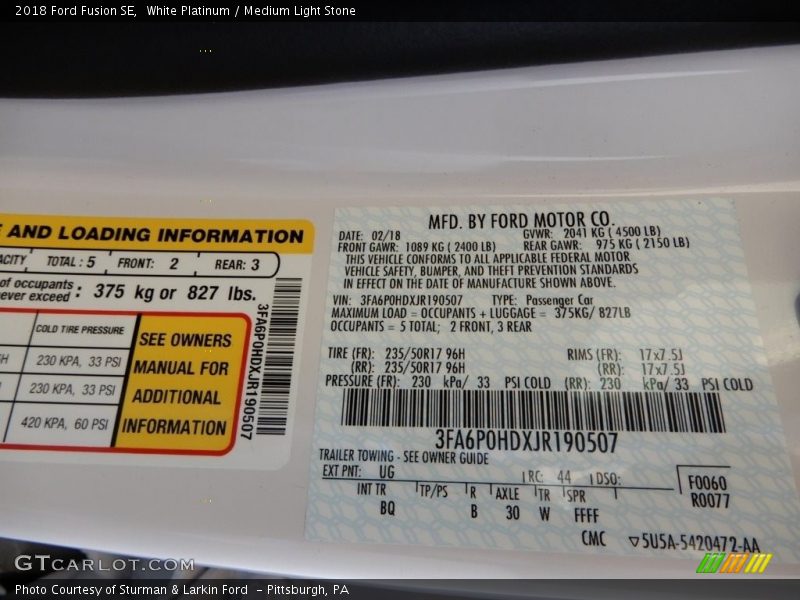 2018 Ford Fusion SE, White Platinum / Medium Light Stone
AND LOADING INFORMATION
TOTAL: 5 FRONT: 2 REAR: 3
of occupants
never exceed : 375 kg or 827 lbs.
COLD TIRE PRESSURE
230 KPA, 33 PSI
230 KPA, 33 PSI
420 KPA, 60 PSI
SEE OWNERS
MANUAL FOR
ADDITIONAL
INFORMATION
3FA6P0HDXJR190507
MFD. BY FORD MOTOR CO.
DATE: 02/18 GVWR: 2041 KG ( 4500 LB)
FRONT GAWR: 1089 KG ( 2400 LB) REAR GAWR: 975 KG ( 2150 LB)
THIS VEHICLE CONFORMS TO ALL APPLICABLE FEDERAL MOTOR
VEHICLE SAFETY, BUMPER, AND THEFT PREVENTION STANDARDS
IN EFFECT ON THE DATE OF MANUFACTURE SHOWN ABOVE.
VIN: 3FA6P0HDXJR190507 TYPE: Passenger Car
MAXIMUM LOAD = OCCUPANTS + LUGGAGE = 375KG/ 827LB
OCCUPANTS = 5 TOTAL; 2 FRONT, 3 REAR
TIRE (FR): 235/50R17 96H RIMS (FR): 17x7.5J
(RR): 235/50R17 96H (RR): 17x7.5J
PRESSURE (FR): 230 kPa/ 33 PSI COLD (RR): 230 kPa/ 33 PSI COLD
3FA6P0HDXJR190507
TRAILER TOWING - SEE OWNER GUIDE
EXT PNT: UG RC: 44 DSO: F0060
INT TR TP/PS R AXLE TR SPR R0077
BQ B 30 W FFFF
CMC ▽5U5A-5420472-AA
GTCARLOT.COM
Photo Courtesy of Sturman & Larkin Ford - Pittsburgh, PA